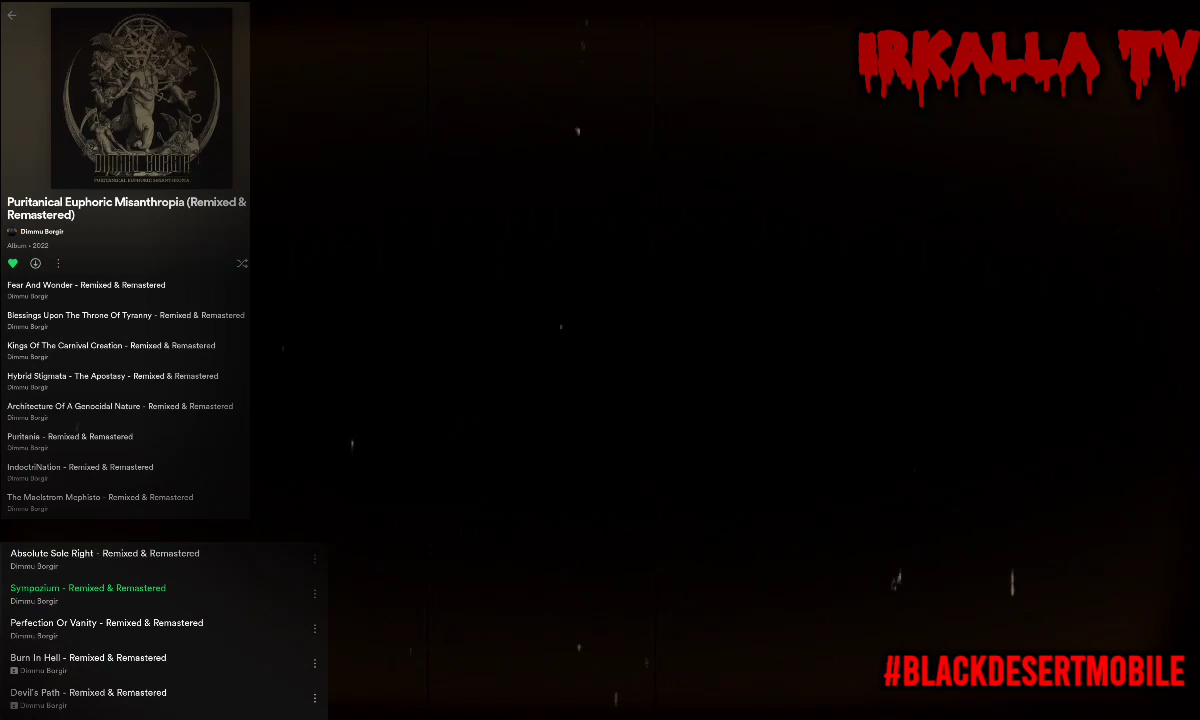 IRKALLA TV
DIMMU BORGIR
PURITANICAL EUPHORIC MISANTHROPIA
Puritanical Euphoric Misanthropia (Remixed &
Remastered)
Dimmu Borgir
Album • 2022
Fear And Wonder - Remixed & Remastered
Dimmu Borgir
Blessings Upon The Throne Of Tyranny - Remixed & Remastered
Dimmu Borgir
Kings Of The Carnival Creation - Remixed & Remastered
Dimmu Borgir
Hybrid Stigmata - The Apostasy - Remixed & Remastered
Dimmu Borgir
Architecture Of A Genocidal Nature - Remixed & Remastered
Dimmu Borgir
Puritania - Remixed & Remastered
Dimmu Borgir
IndoctriNation - Remixed & Remastered
Dimmu Borgir
The Maelstrom Mephisto - Remixed & Remastered
Dimmu Borgir
Absolute Sole Right - Remixed & Remastered
Dimmu Borgir
Sympozium - Remixed & Remastered
Dimmu Borgir
Perfection Or Vanity - Remixed & Remastered
Dimmu Borgir
Burn In Hell - Remixed & Remastered
E Dimmu Borgir
Devil's Path - Remixed & Remastered
E Dimmu Borgir
#BLACKDESERTMOBILE